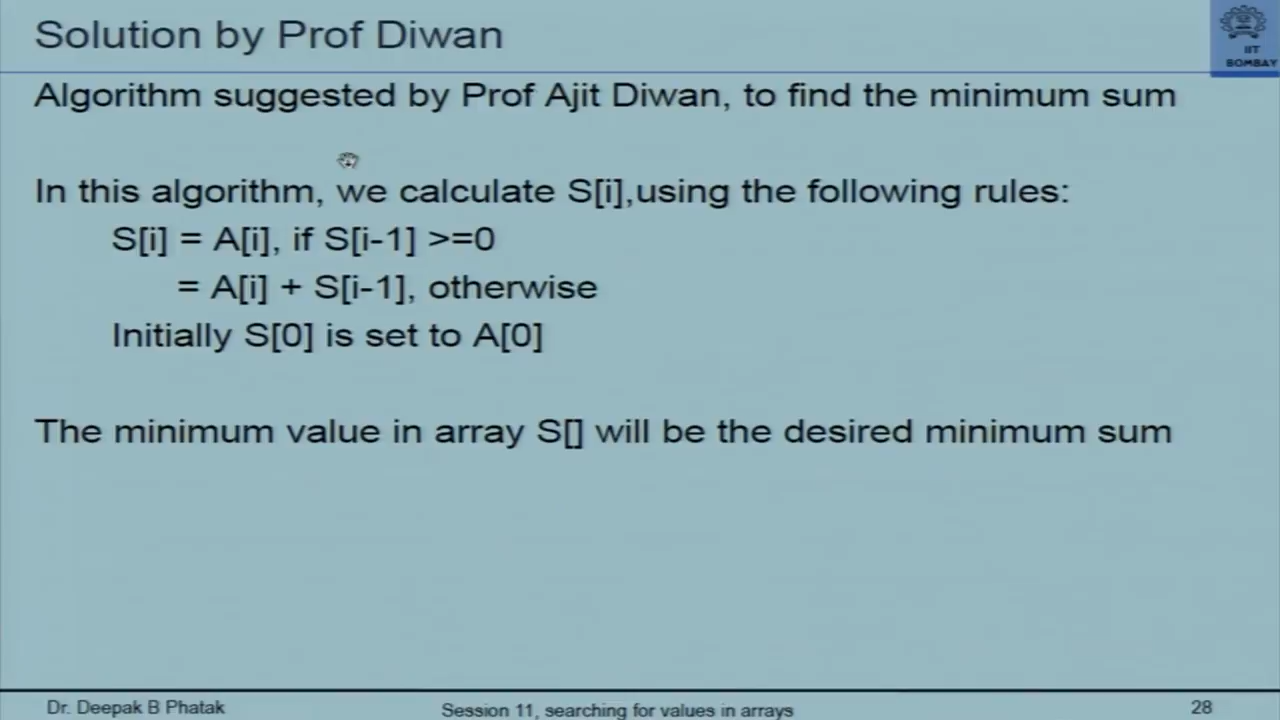 Solution by Prof Diwan
IIT
BOMBAY
Algorithm suggested by Prof Ajit Diwan, to find the minimum sum
In this algorithm, we calculate S[i],using the following rules:
S[i] = A[i], if S[i-1] >=0
= A[i] + S[i-1], otherwise
Initially S[0] is set to A[0]
The minimum value in array S[] will be the desired minimum sum
Dr. Deepak B Phatak
Session 11, searching for values in arrays
28